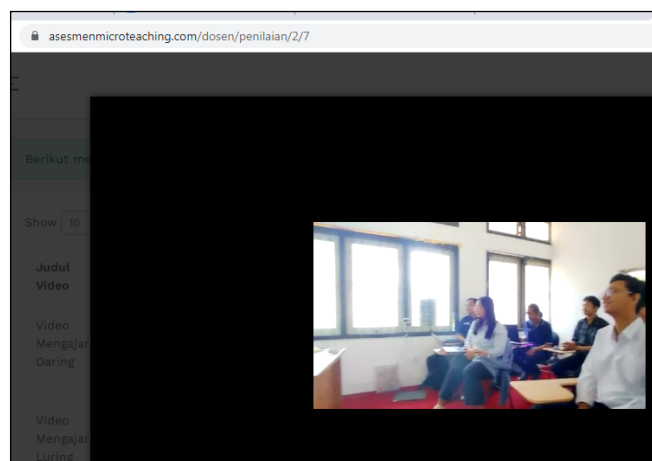 asesmenmicroteaching.com/dosen/penilaian/2/7
Berikut me
Show 10
Judul
Video
Video
Mengajar
Daring
Video
Mengajar
Luring